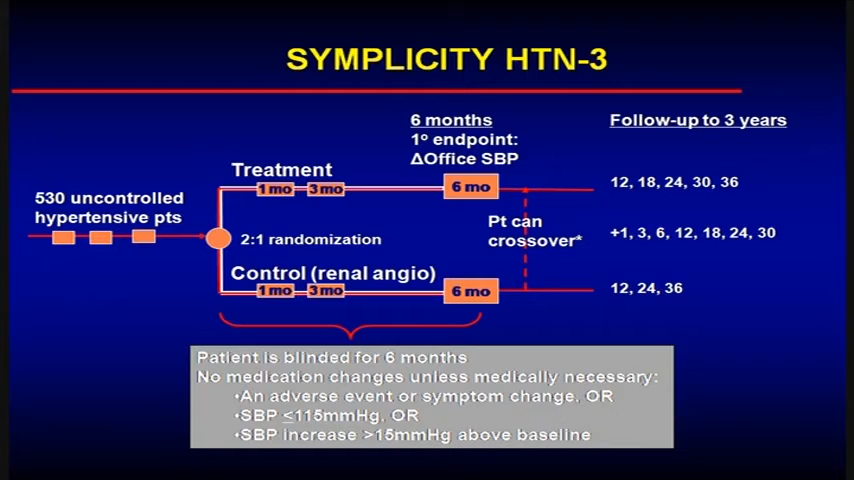 SYMPLICITY HTN-3
6 months
1º endpoint:
ΔOffice SBP
Follow-up to 3 years
530 uncontrolled
hypertensive pts
Treatment
1 mo
3 mo
6 mo
12, 18, 24, 30, 36
2:1 randomization
Pt can
crossover*
+1, 3, 6, 12, 18, 24, 30
Control (renal angio)
1 mo
3 mo
6 mo
12, 24, 36
Patient is blinded for 6 months
No medication changes unless medically necessary:
•An adverse event or symptom change, OR
•SBP ≤115mmHg, OR
•SBP increase >15mmHg above baseline